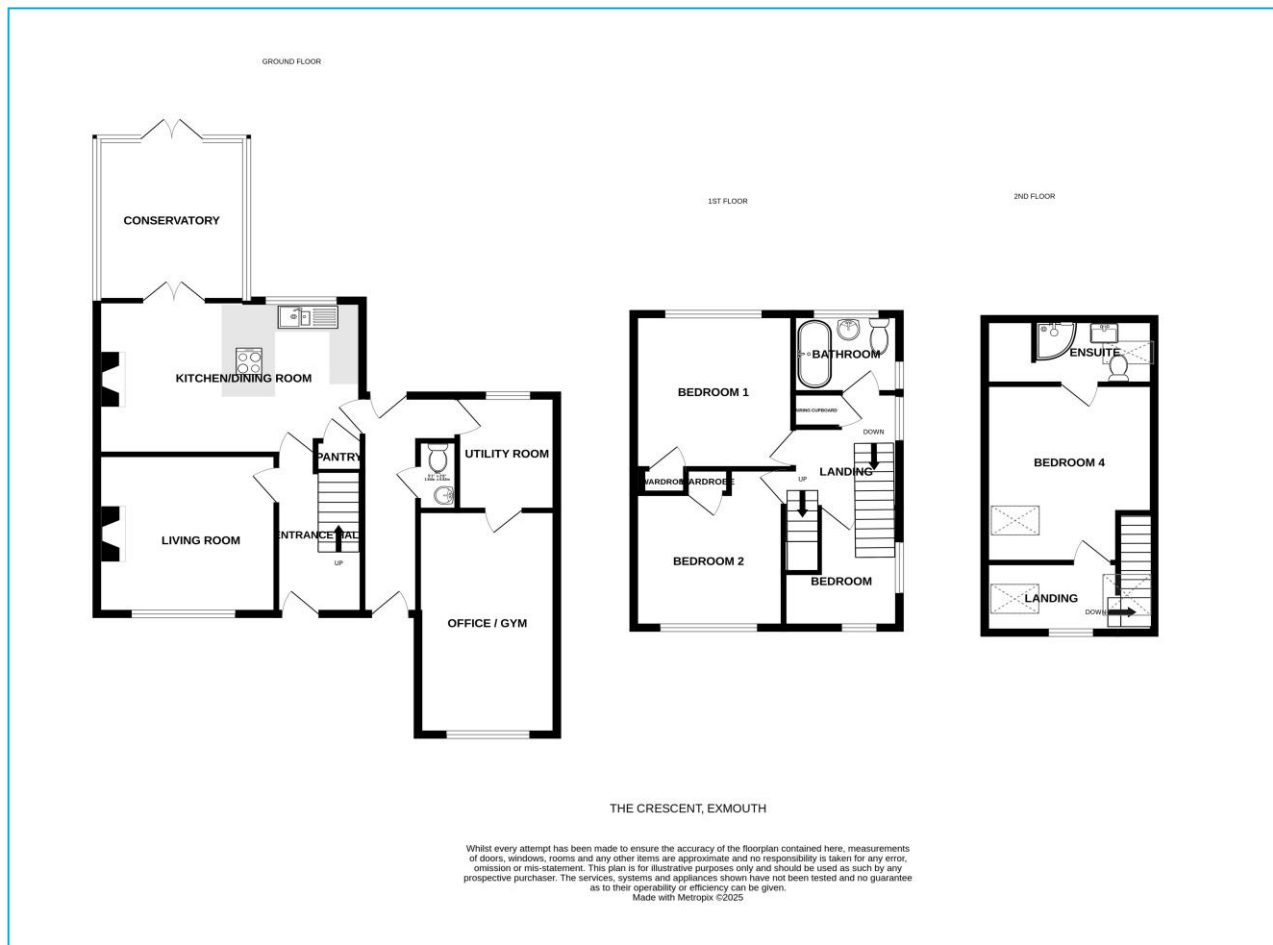 GROUND FLOOR
CONSERVATORY
KITCHEN/DINING ROOM
PANTRY
UTILITY ROOM
LIVING ROOM
ENTRANCE HALL
UP
OFFICE / GYM
1ST FLOOR
BATHROOM
BEDROOM 1
AIRING CUPBOARD
DOWN
LANDING
WARDROBE
WARDROBE
UP
BEDROOM 2
BEDROOM
2ND FLOOR
ENSUITE
BEDROOM 4
LANDING
DOWN
THE CRESCENT, EXMOUTH
Whilst every attempt has been made to ensure the accuracy of the floorplan contained here, measurements
of doors, windows, rooms and any other items are approximate and no responsibility is taken for any error,
omission or mis-statement. This plan is for illustrative purposes only and should be used as such by any
prospective purchaser. The services, systems and appliances shown have not been tested and no guarantee
as to their operability or efficiency can be given.
Made with Metropix ©2025